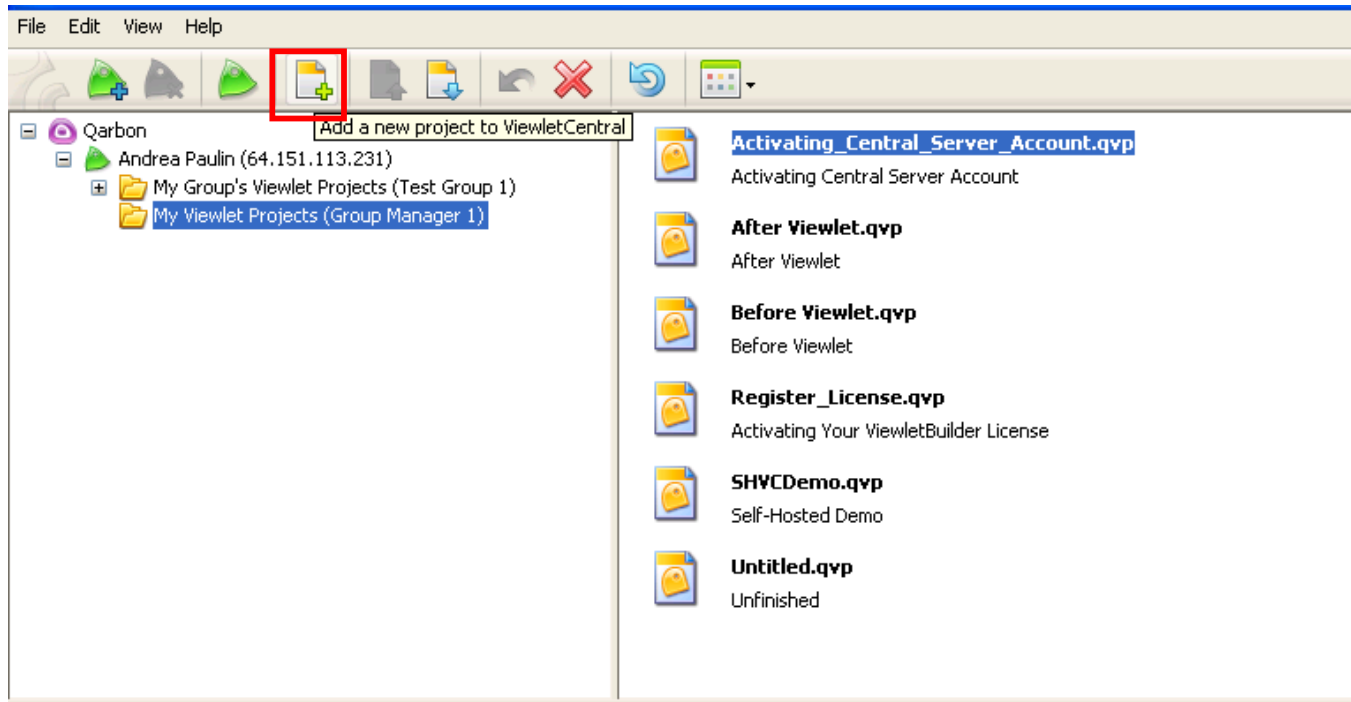 File Edit View Help
Add a new project to ViewletCentral
Qarbon
Andrea Paulin (64.151.113.231)
My Group's Viewlet Projects (Test Group 1)
My Viewlet Projects (Group Manager 1)
Activating_Central_Server_Account.qvp
Activating Central Server Account
After Viewlet.qvp
After Viewlet
Before Viewlet.qvp
Before Viewlet
Register_License.qvp
Activating Your ViewletBuilder License
SHVCDemo.qvp
Self-Hosted Demo
Untitled.qvp
Unfinished